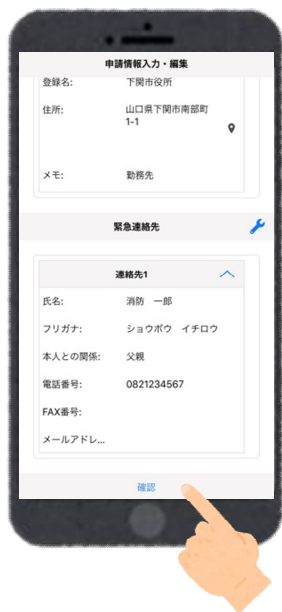 申請情報入力・編集
登録名: 下関市役所
住所: 山口県下関市南部町
1-1
メモ: 勤務先
緊急連絡先
連絡先1
氏名: 消防 一郎
フリガナ: ショウボウ イチロウ
本人との関係: 父親
電話番号: 0821234567
FAX番号:
メールアドレ...
確認